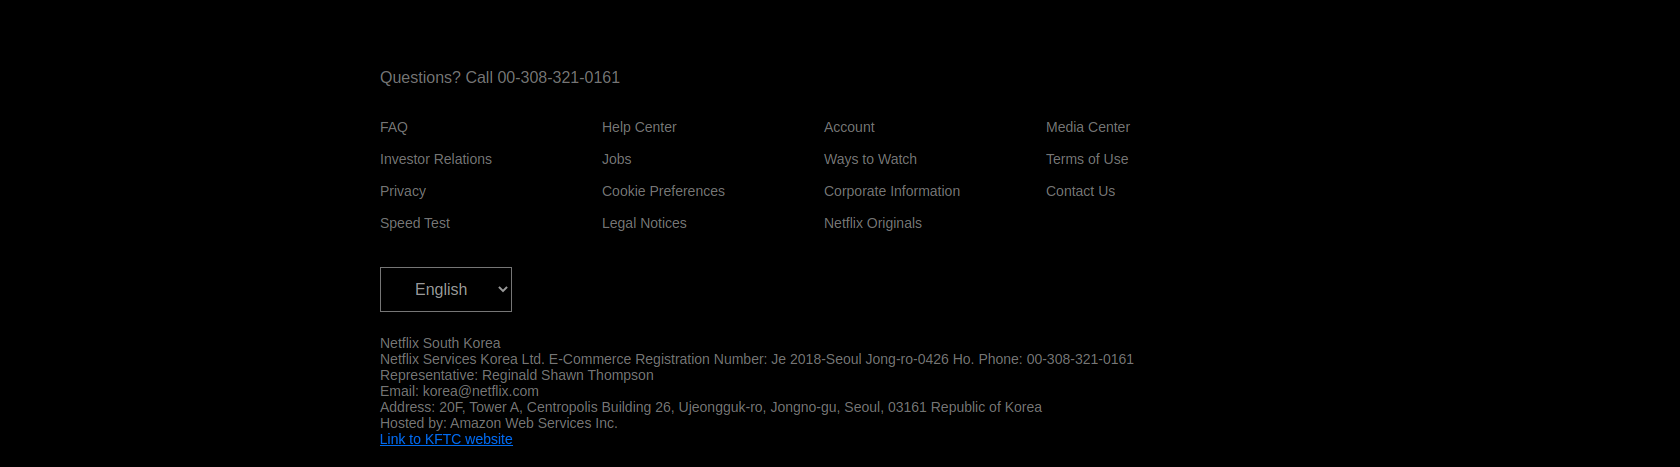 Questions? Call 00-308-321-0161
FAQ
Help Center
Account
Media Center
Investor Relations
Jobs
Ways to Watch
Terms of Use
Privacy
Cookie Preferences
Corporate Information
Contact Us
Speed Test
Legal Notices
Netflix Originals
English
Netflix South Korea
Netflix Services Korea Ltd. E-Commerce Registration Number: Je 2018-Seoul Jong-ro-0426 Ho. Phone: 00-308-321-0161
Representative: Reginald Shawn Thompson
Email: korea@netflix.com
Address: 20F, Tower A, Centropolis Building 26, Ujeongguk-ro, Jongno-gu, Seoul, 03161 Republic of Korea
Hosted by: Amazon Web Services Inc.
Link to KFTC website